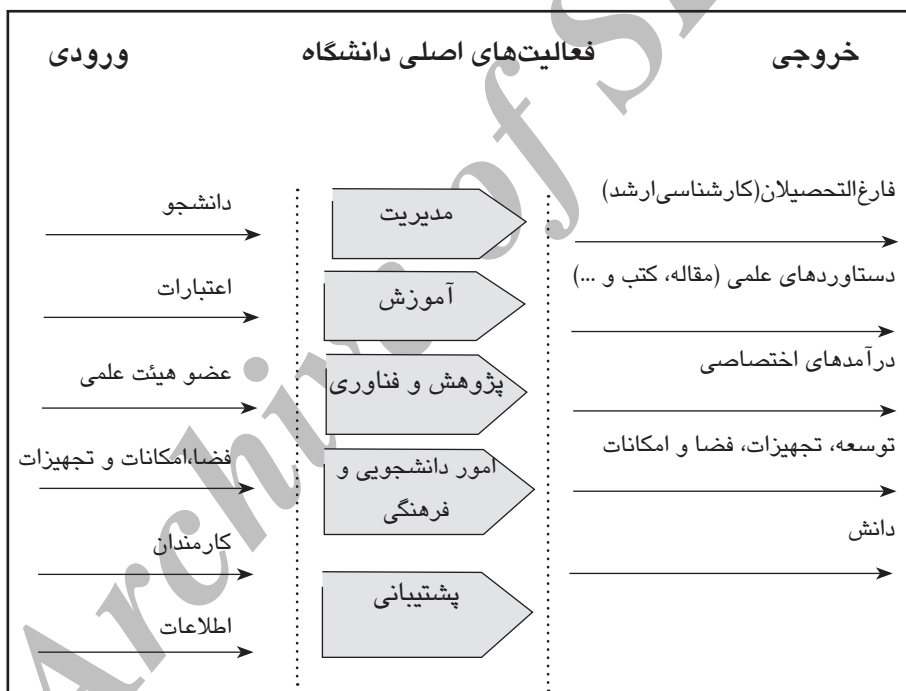 ورودی
فعالیت‌های اصلی دانشگاه
خروجی
دانشجو
اعتبارات
عضو هیئت علمی
فضا،امکانات و تجهیزات
کارمندان
اطلاعات
مدیریت
آموزش
پژوهش و فناوری
امور دانشجویی و
فرهنگی
پشتیبانی
فارغ‌التحصیلان(کارشناسی‌ارشد)
دستاوردهای علمی (مقاله، کتب و ...)
درآمدهای اختصاصی
توسعه، تجهیزات، فضا و امکانات
دانش
Archive of S